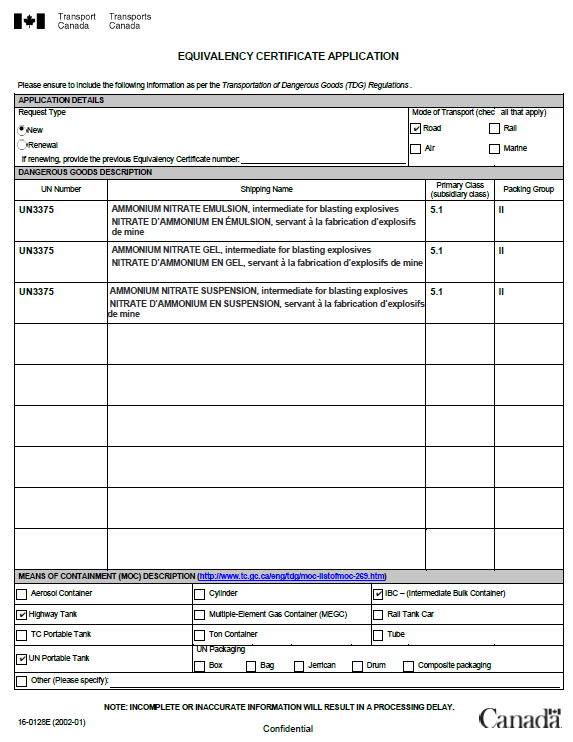 Transport Transports
Canada Canada
EQUIVALENCY CERTIFICATE APPLICATION
Please ensure to include the following information as per the Transportation of Dangerous Goods (TDG) Regulations .
APPLICATION DETAILS
Request Type
Mode of Transport (chec all that apply)
New
Road
Rail
Renewal
Air
Marine
If renewing, provide the previous Equivalency Certificate number:
DANGEROUS GOODS DESCRIPTION
UN Number
Shipping Name
Primary Class
(subsidiary class)
Packing Group
UN3375
AMMONIUM NITRATE EMULSION, intermediate for blasting explosives
NITRATE D'AMMONIUM EN ÉMULSION, servant à la fabrication d'explosifs
de mine
5.1
II
UN3375
AMMONIUM NITRATE GEL, intermediate for blasting explosives
NITRATE D'AMMONIUM EN GEL, servant à la fabrication d'explosifs de mine
5.1
II
UN3375
AMMONIUM NITRATE SUSPENSION, intermediate for blasting explosives
NITRATE D'AMMONIUM EN SUSPENSION, servant à la fabrication d'explosifs
de mine
5.1
II
MEANS OF CONTAINMENT (MOC) DESCRIPTION (http://www.tc.gc.ca/eng/tdg/moc-listofmoc-269.htm)
Aerosol Container
Cylinder
IBC – (Intermediate Bulk Container)
Highway Tank
Multiple-Element Gas Container (MEGC)
Rail Tank Car
TC Portable Tank
Ton Container
Tube
UN Portable Tank
UN Packaging
Box
Bag
Jerrican
Drum
Composite packaging
Other (Please specify):
NOTE: INCOMPLETE OR INACCURATE INFORMATION WILL RESULT IN A PROCESSING DELAY.
16-0128E (2002-01)
Confidential
Canada